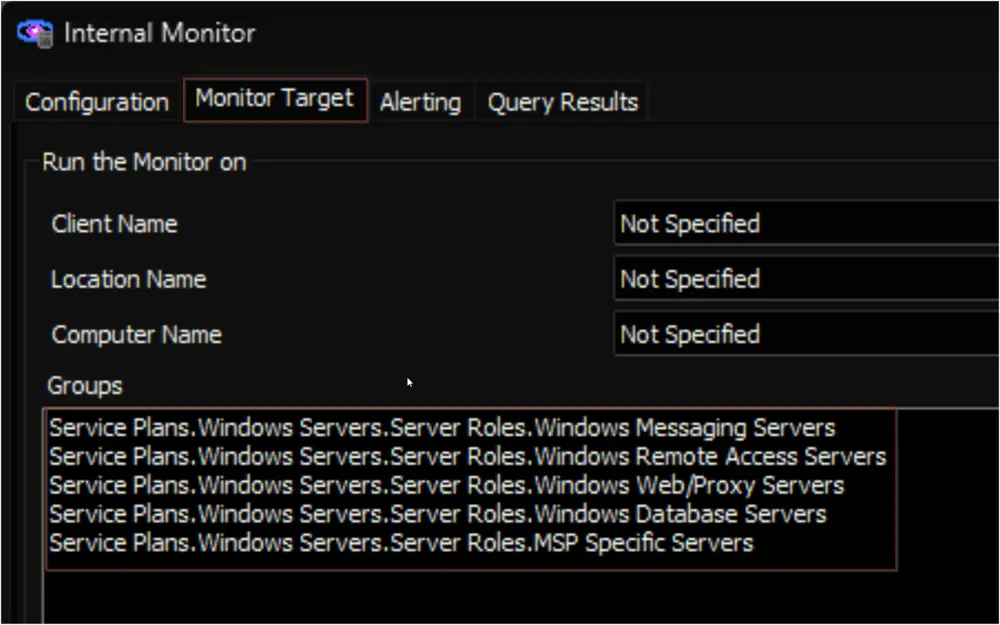 Internal Monitor
Configuration Monitor Target Alerting Query Results
Run the Monitor on
Client Name Not Specified
Location Name Not Specified
Computer Name Not Specified
Groups
Service Plans.Windows Servers.Server Roles.Windows Messaging Servers
Service Plans.Windows Servers.Server Roles.Windows Remote Access Servers
Service Plans.Windows Servers.Server Roles.Windows Web/Proxy Servers
Service Plans.Windows Servers.Server Roles.Windows Database Servers
Service Plans.Windows Servers.Server Roles.MSP Specific Servers